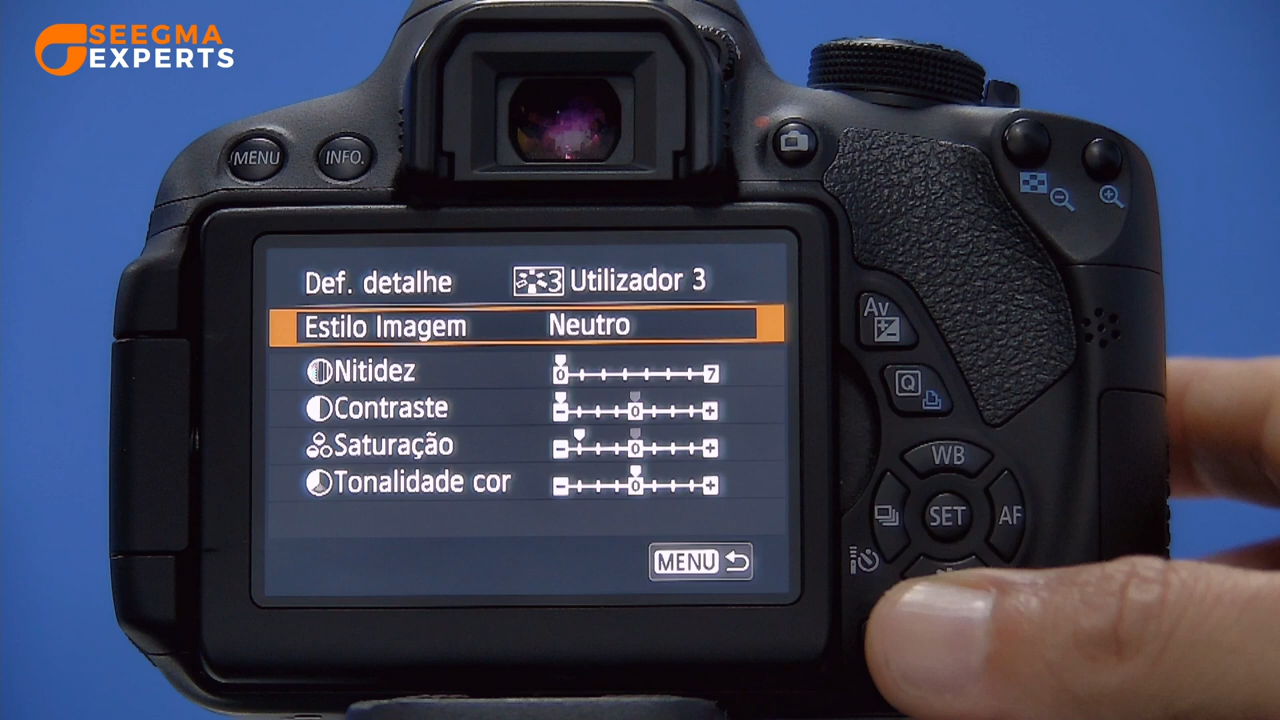 SEEGMA
EXPERTS
MENU
INFO.
Def. detalhe 3 Utilizador 3
Estilo Imagem Neutro
Nitidez 0 7
Contraste - 0 +
Saturação - 0 +
Tonalidade cor - 0 +
MENU
Av
Q
WB
SET
AF